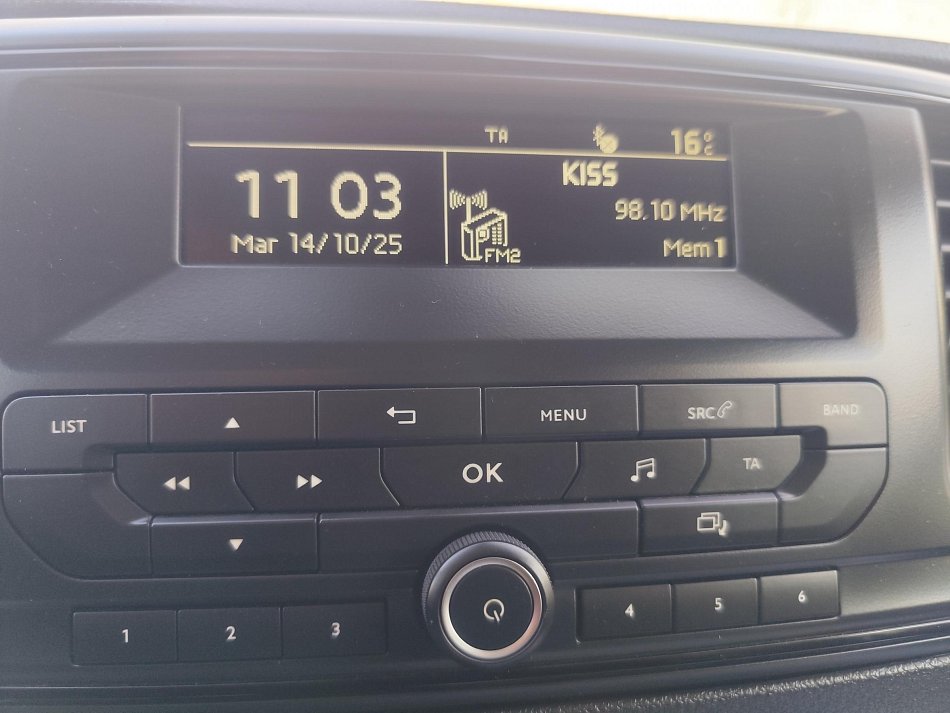 TA 16°C
11 03
Mar 14/10/25
KISS
98.10 MHz
FM2
Mem 1
LIST
MENU
SRC
BAND
OK
TA
1
2
3
4
5
6